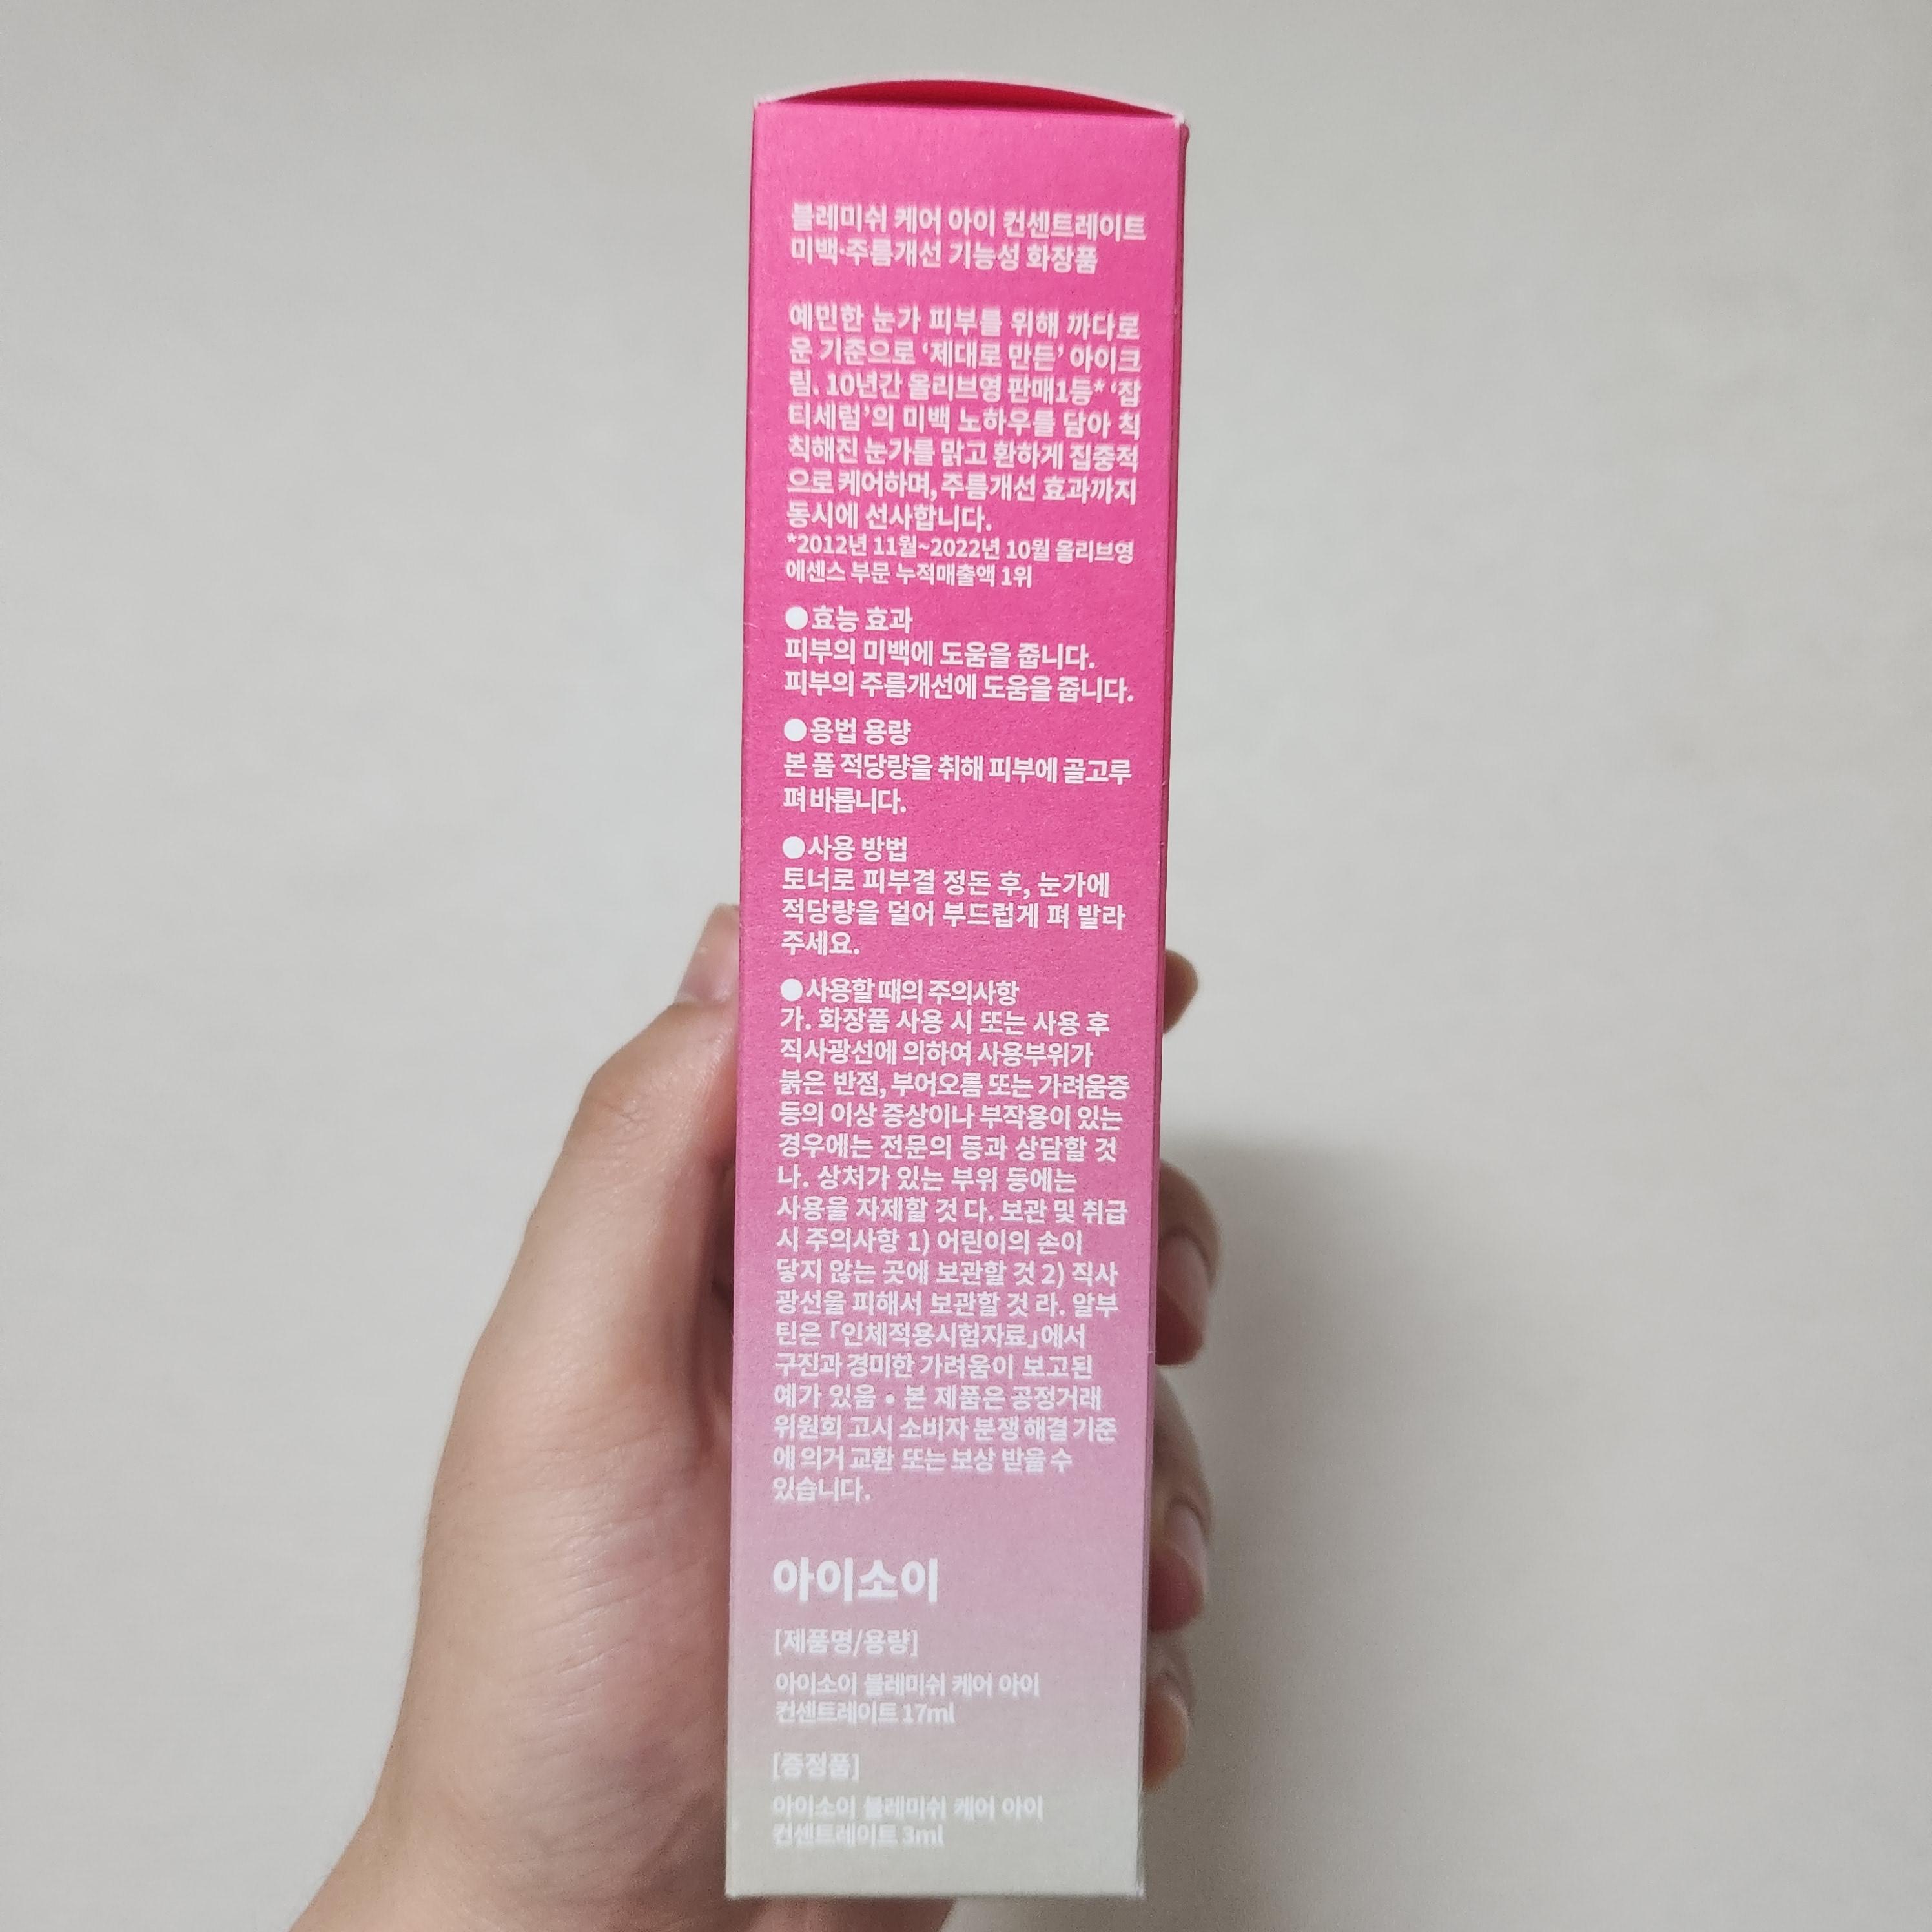 블레미쉬 케어 아이 컨센트레이트
미백·주름개선 기능성 화장품
예민한 눈가 피부를 위해 까다로
운 기준으로 ‘제대로 만든’ 아이크
림. 10년간 올리브영 판매1등* ‘잡
티세럼’의 미백 노하우를 담아 칙
칙해진 눈가를 맑고 환하게 집중적
으로 케어하며, 주름개선 효과까지
동시에 선사합니다.
*2012년 11월~2022년 10월 올리브영
에센스 부문 누적매출액 1위
●효능 효과
피부의 미백에 도움을 줍니다.
피부의 주름개선에 도움을 줍니다.
●용법 용량
본 품 적당량을 취해 피부에 골고루
펴 바릅니다.
●사용 방법
토너로 피부결 정돈 후, 눈가에
적당량을 덜어 부드럽게 펴 발라
주세요.
●사용할 때의 주의사항
가. 화장품 사용 시 또는 사용 후
직사광선에 의하여 사용부위가
붉은 반점, 부어오름 또는 가려움증
등의 이상 증상이나 부작용이 있는
경우에는 전문의 등과 상담할 것
나. 상처가 있는 부위 등에는
사용을 자제할 것 다. 보관 및 취급
시 주의사항 1) 어린이의 손이
닿지 않는 곳에 보관할 것 2) 직사
광선을 피해서 보관할 것 라. 알부
틴은 「인체적용시험자료」에서
구진과 경미한 가려움이 보고된
예가 있음 • 본 제품은 공정거래
위원회 고시 소비자 분쟁 해결 기준
에 의거 교환 또는 보상 받을 수
있습니다.
아이소이
[제품명/용량]
아이소이 블레미쉬 케어 아이
컨센트레이트 17ml
[증정품]
아이소이 블레미쉬 케어 아이
컨센트레이트 3ml